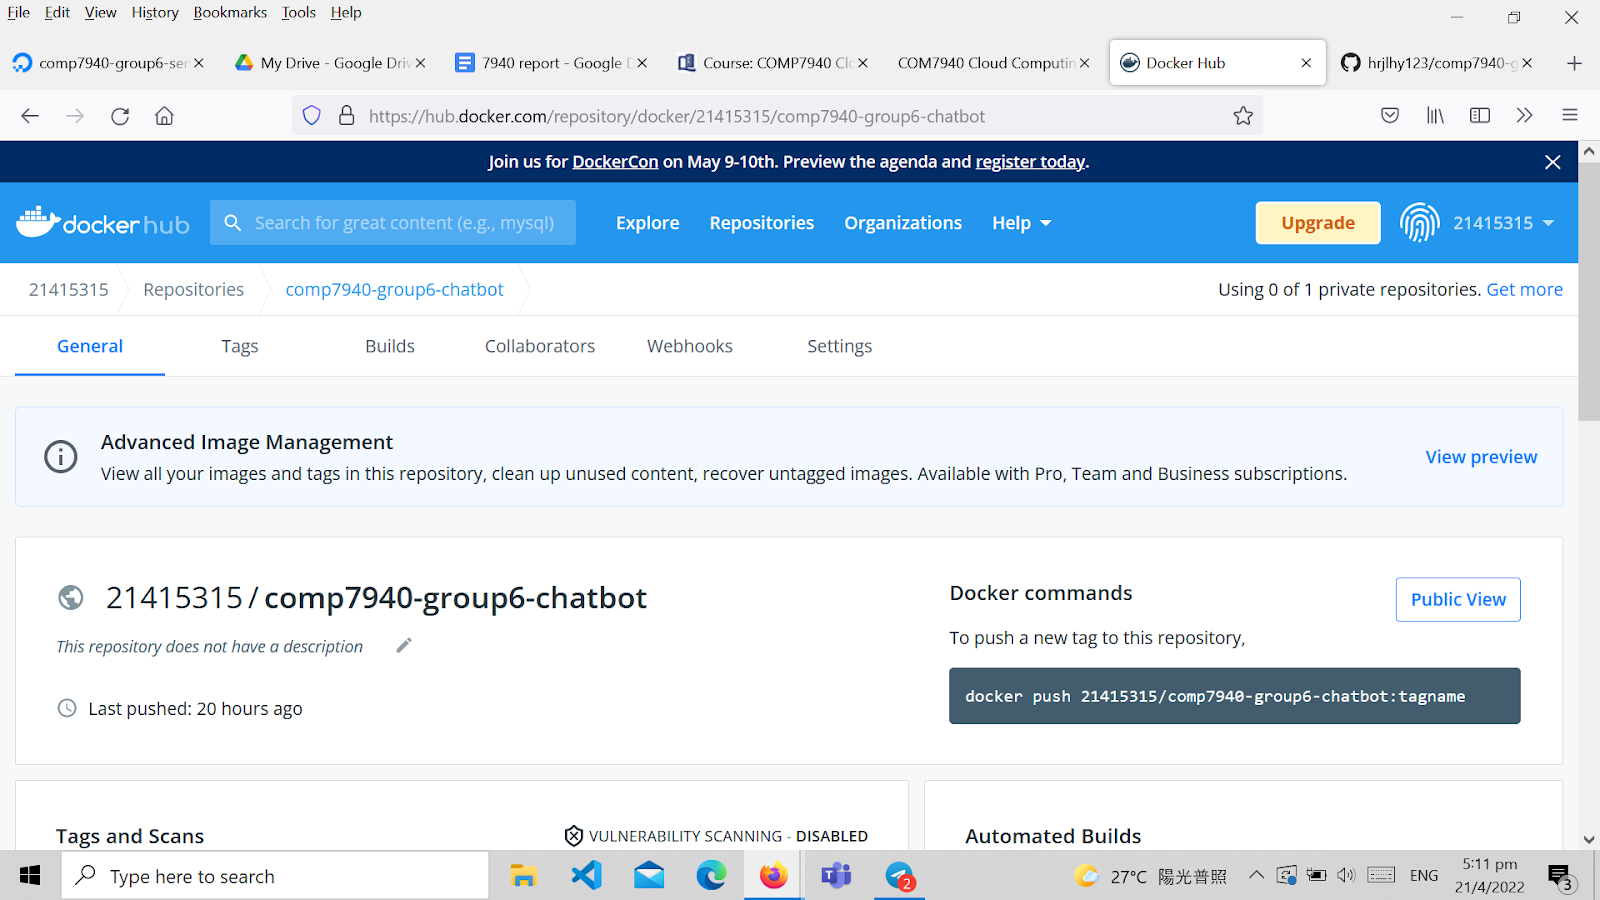 File Edit View History Bookmarks Tools Help
comp7940-group6-ser My Drive - Google Driv 7940 report - Google D Course: COMP7940 Clo COM7940 Cloud Computin Docker Hub hrjlhy123/comp7940-g
https://hub.docker.com/repository/docker/21415315/comp7940-group6-chatbot
Join us for DockerCon on May 9-10th. Preview the agenda and register today.
docker hub Search for great content (e.g., mysql) Explore Repositories Organizations Help Upgrade 21415315
21415315 Repositories comp7940-group6-chatbot Using 0 of 1 private repositories. Get more
General Tags Builds Collaborators Webhooks Settings
Advanced Image Management
View all your images and tags in this repository, clean up unused content, recover untagged images. Available with Pro, Team and Business subscriptions.
View preview
21415315 / comp7940-group6-chatbot
This repository does not have a description
Last pushed: 20 hours ago
Docker commands
Public View
To push a new tag to this repository,
docker push 21415315/comp7940-group6-chatbot:tagname
Tags and Scans VULNERABILITY SCANNING - DISABLED
Automated Builds
Type here to search 2 27°C 陽光普照 ENG 5:11 pm
21/4/2022 3